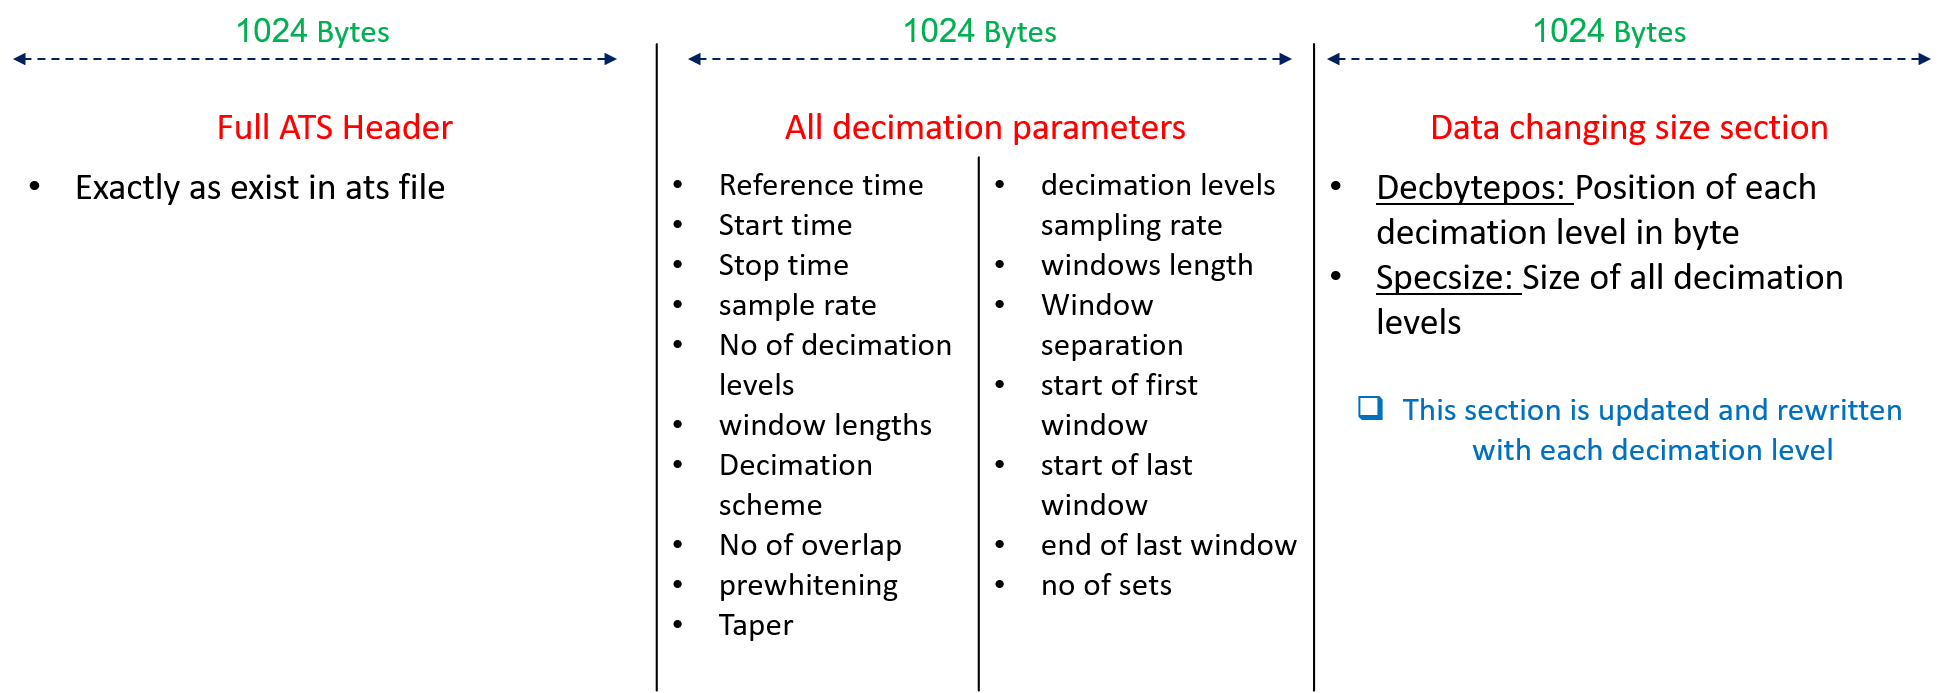 1024 Bytes
Full ATS Header
• Exactly as exist in ats file
1024 Bytes
All decimation parameters
• Reference time
• Start time
• Stop time
• sample rate
• No of decimation
levels
• window lengths
• Decimation
scheme
• No of overlap
• prewhitening
• Taper
• decimation levels
sampling rate
• windows length
• Window
separation
• start of first
window
• start of last
window
• end of last window
• no of sets
1024 Bytes
Data changing size section
• Decbytepos: Position of each
decimation level in byte
• Specsize: Size of all decimation
levels
❑ This section is updated and rewritten
with each decimation level